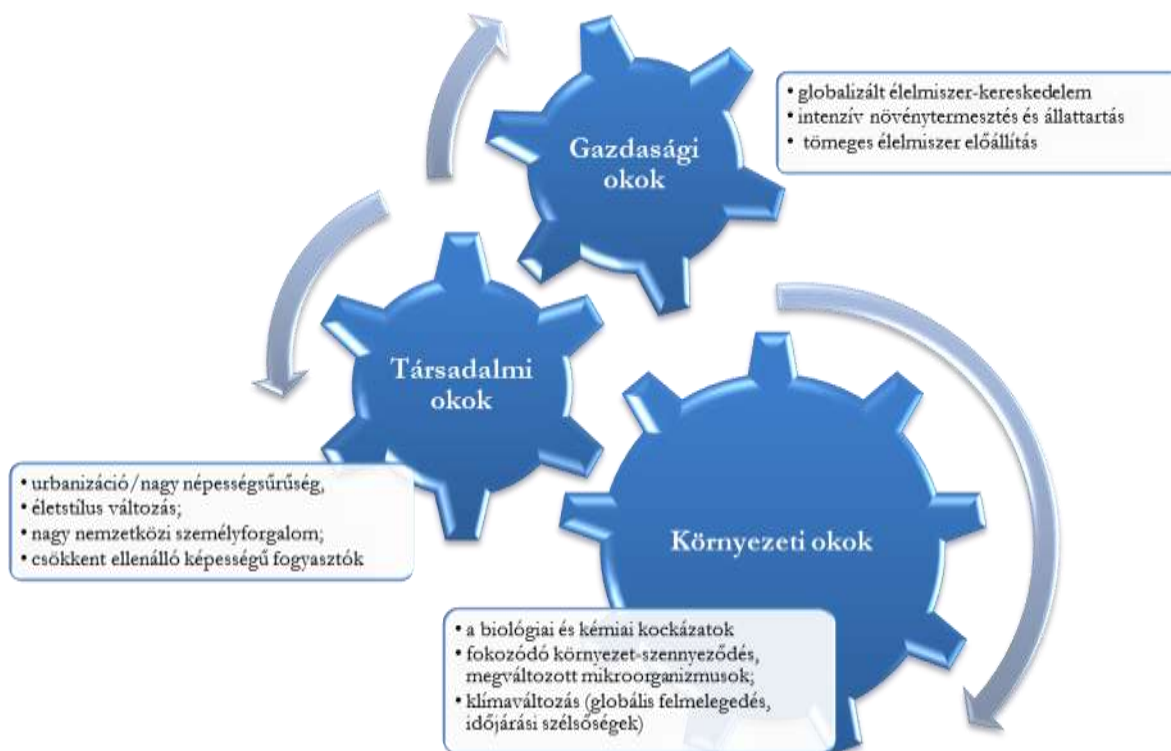 Gazdasági
okok
• globalizált élelmiszer-kereskedelem
• intenzív növénytermesztés és állattartás
• tömeges élelmiszer előállítás
Társadalmi
okok
• urbanizáció/nagy népességsűrűség,
• életstílus változás;
• nagy nemzetközi személyforgalom;
• csökkent ellenálló képességű fogyasztók
Környezeti okok
• a biológiai és kémiai kockázatok
• fokozódó környezet-szennyeződés,
megváltozott mikroorganizmusok;
• klímaváltozás (globális felmelegedés,
időjárási szélsőségek)